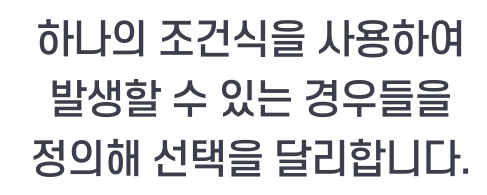 하나의 조건식을 사용하여
발생할 수 있는 경우들을
정의해 선택을 달리합니다.